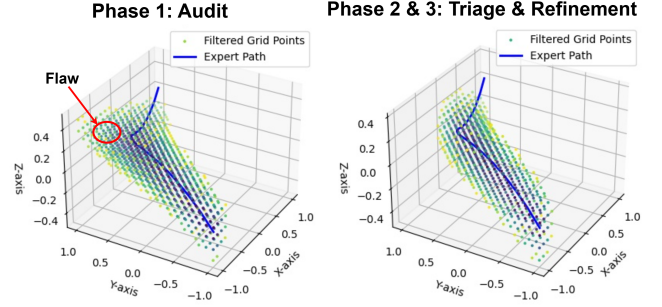 Phase 1: Audit
Filtered Grid Points
Expert Path
Flaw
Z-axis
0.4
0.2
0.0
−0.2
−0.4
1.0
0.5
0.0
−0.5
−1.0
Y-axis
−1.0
−0.5
0.0
0.5
1.0
X-axis
Phase 2 & 3: Triage & Refinement
Filtered Grid Points
Expert Path
Z-axis
0.4
0.2
0.0
−0.2
−0.4
1.0
0.5
0.0
−0.5
−1.0
Y-axis
−1.0
−0.5
0.0
0.5
1.0
X-axis